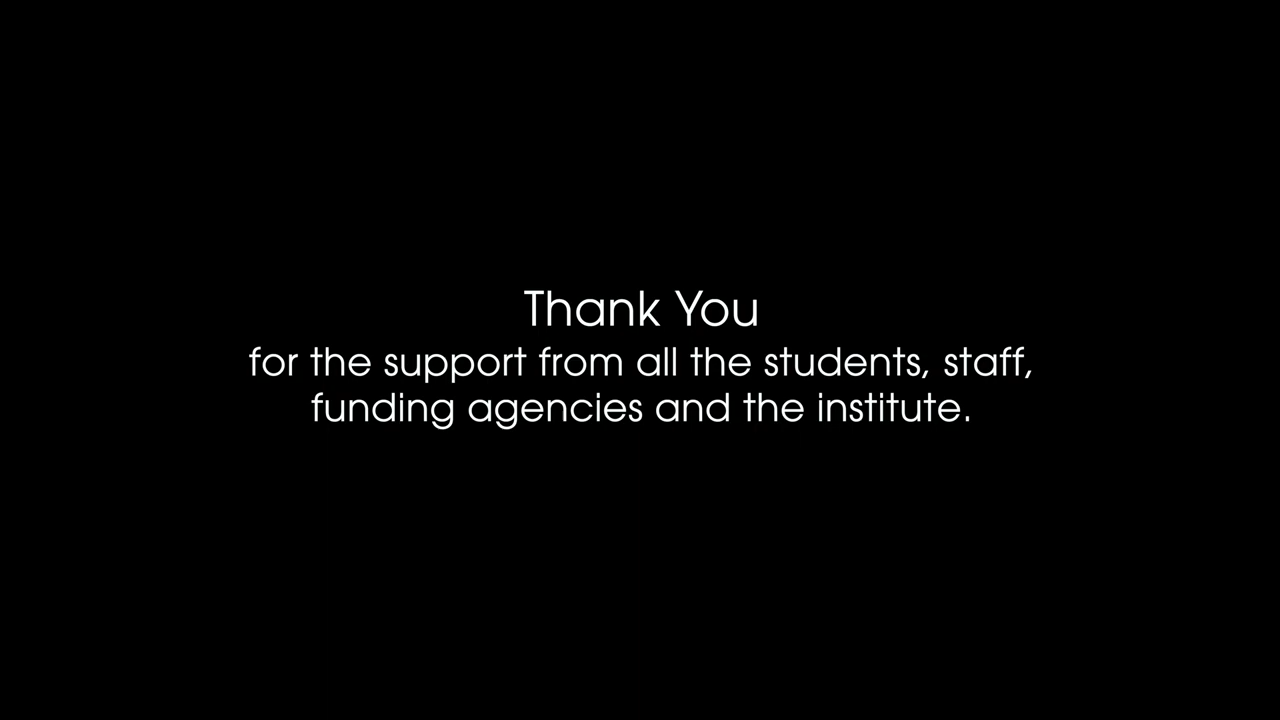 Thank You
for the support from all the students, staff,
funding agencies and the institute.